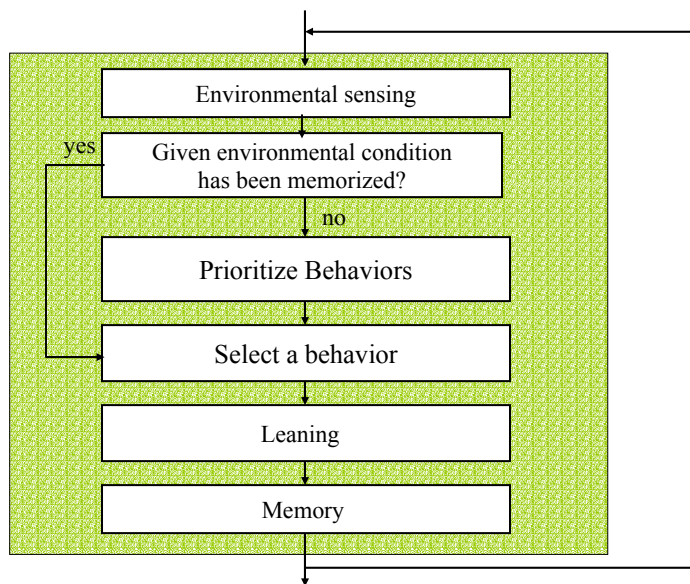 Environmental sensing
yes
Given environmental condition
has been memorized?
no
Prioritize Behaviors
Select a behavior
Leaning
Memory